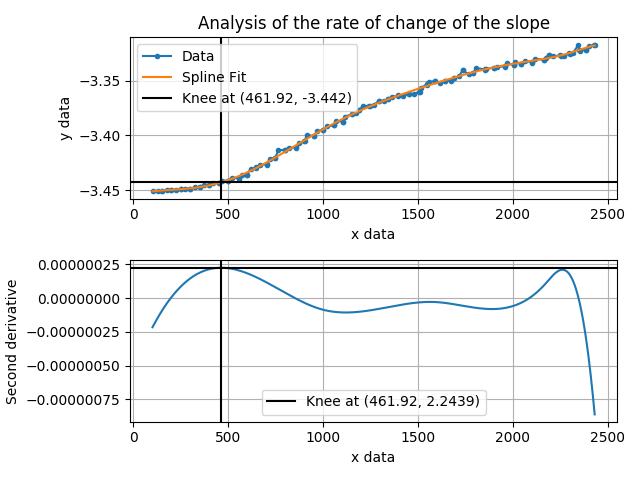 Analysis of the rate of change of the slope
Data
Spline Fit
Knee at (461.92, -3.442)
y data
−3.35
−3.40
−3.45
0 500 1000 1500 2000 2500
x data
Second derivative
0.00000025
0.00000000
−0.00000025
−0.00000050
−0.00000075
Knee at (461.92, 2.2439)
0 500 1000 1500 2000 2500
x data